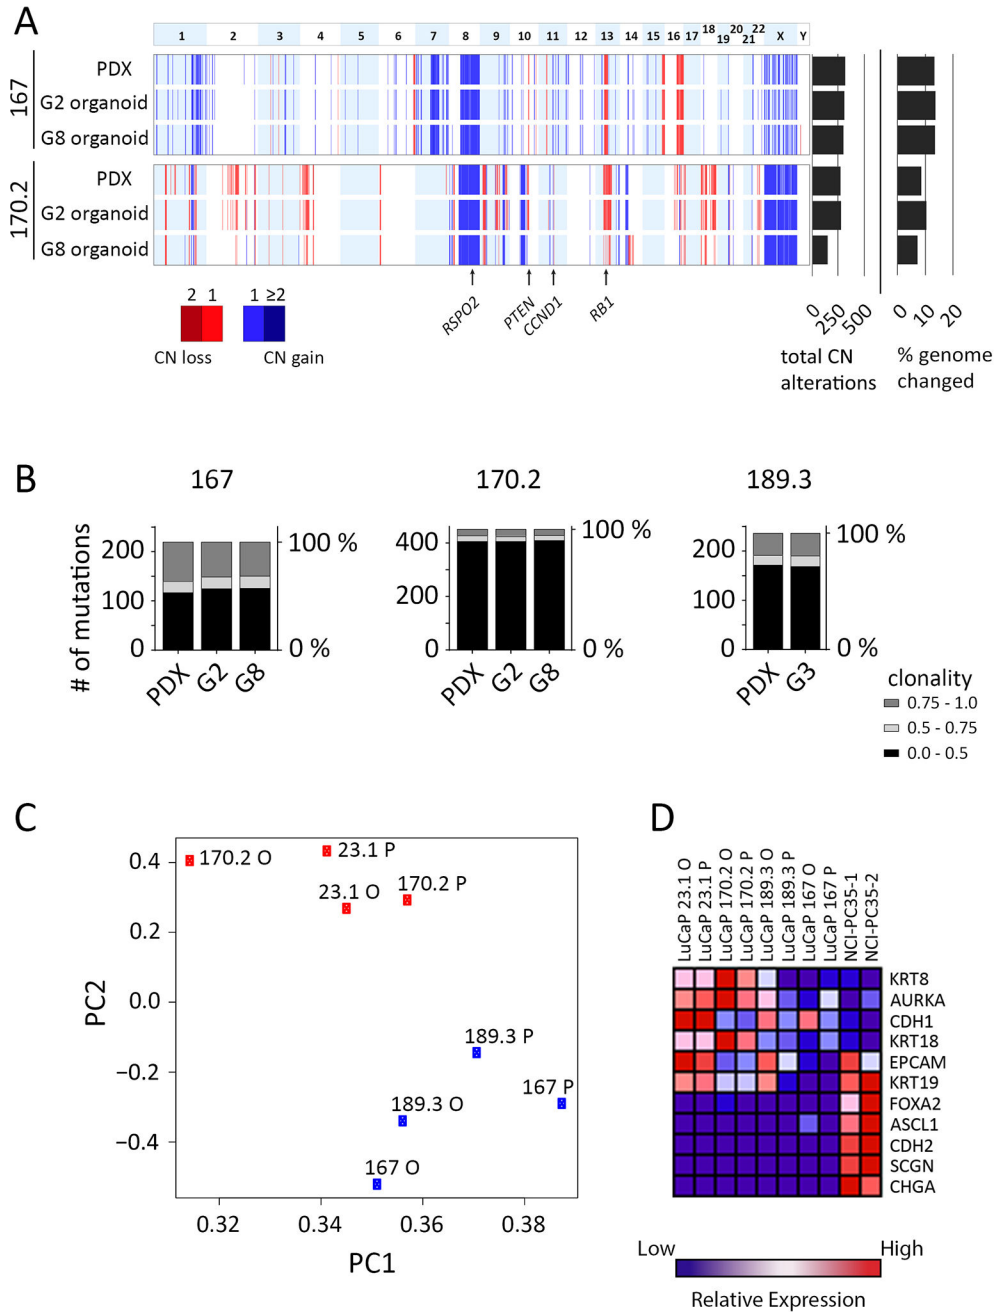 A
1 2 3 4 5 6 7 8 9 10 11 12 13 14 15 16 17 18 19 20 21 22 X Y
167
PDX
G2 organoid
G8 organoid
170.2
PDX
G2 organoid
G8 organoid
RSPO2 PTEN CCND1 RB1
2 1 1 ≥2
CN loss CN gain
0 250 500
total CN
alterations
0 10 20
% genome
changed
B
167
# of mutations
200
100
0
100 %
0 %
PDX G2 G8
170.2
400
200
0
100 %
0 %
PDX G2 G8
189.3
200
100
0
100 %
0 %
PDX G3
clonality
0.75 - 1.0
0.5 - 0.75
0.0 - 0.5
C
PC2
0.4
0.2
0.0
−0.2
−0.4
170.2 O
23.1 P
23.1 O
170.2 P
189.3 P
167 P
189.3 O
167 O
0.32 0.34 0.36 0.38
PC1
D
LuCaP 23.1 O
LuCaP 23.1 P
LuCaP 170.2 O
LuCaP 170.2 P
LuCaP 189.3 O
LuCaP 189.3 P
LuCaP 167 O
LuCaP 167 P
NCI-PC35-1
NCI-PC35-2
KRT8
AURKA
CDH1
KRT18
EPCAM
KRT19
FOXA2
ASCL1
CDH2
SCGN
CHGA
Low High
Relative Expression